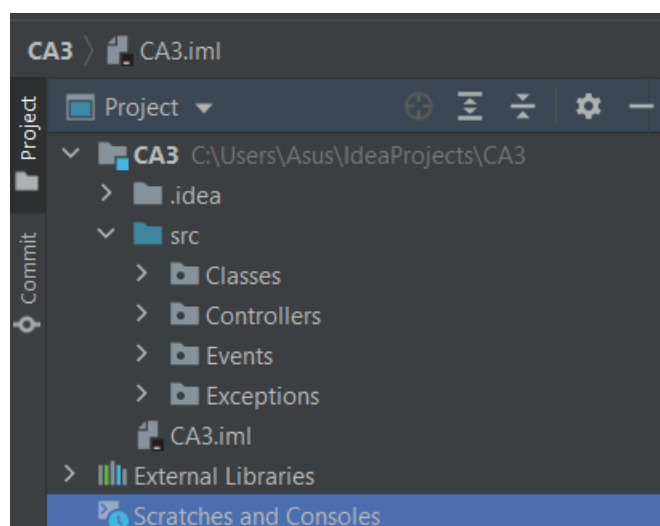 CA3 CA3.iml
Project
Project
CA3 C:\Users\Asus\IdeaProjects\CA3
.idea
src
Commit
Classes
Controllers
Events
Exceptions
CA3.iml
External Libraries
Scratches and Consoles